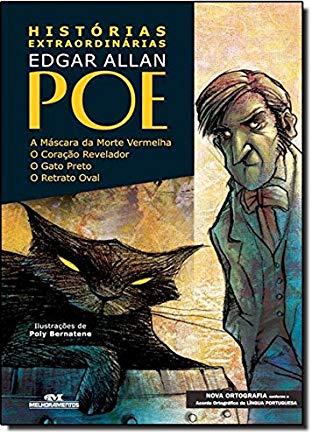 HISTÓRIAS
EXTRAORDINÁRIAS
EDGAR ALLAN
POE
A Máscara da Morte Vermelha
O Coração Revelador
O Gato Preto
O Retrato Oval
Ilustrações de
Poly Bernatene
MELHORAMENTOS
NOVA ORTOGRAFIA conforme o
Acordo Ortográfico da LÍNGUA PORTUGUESA